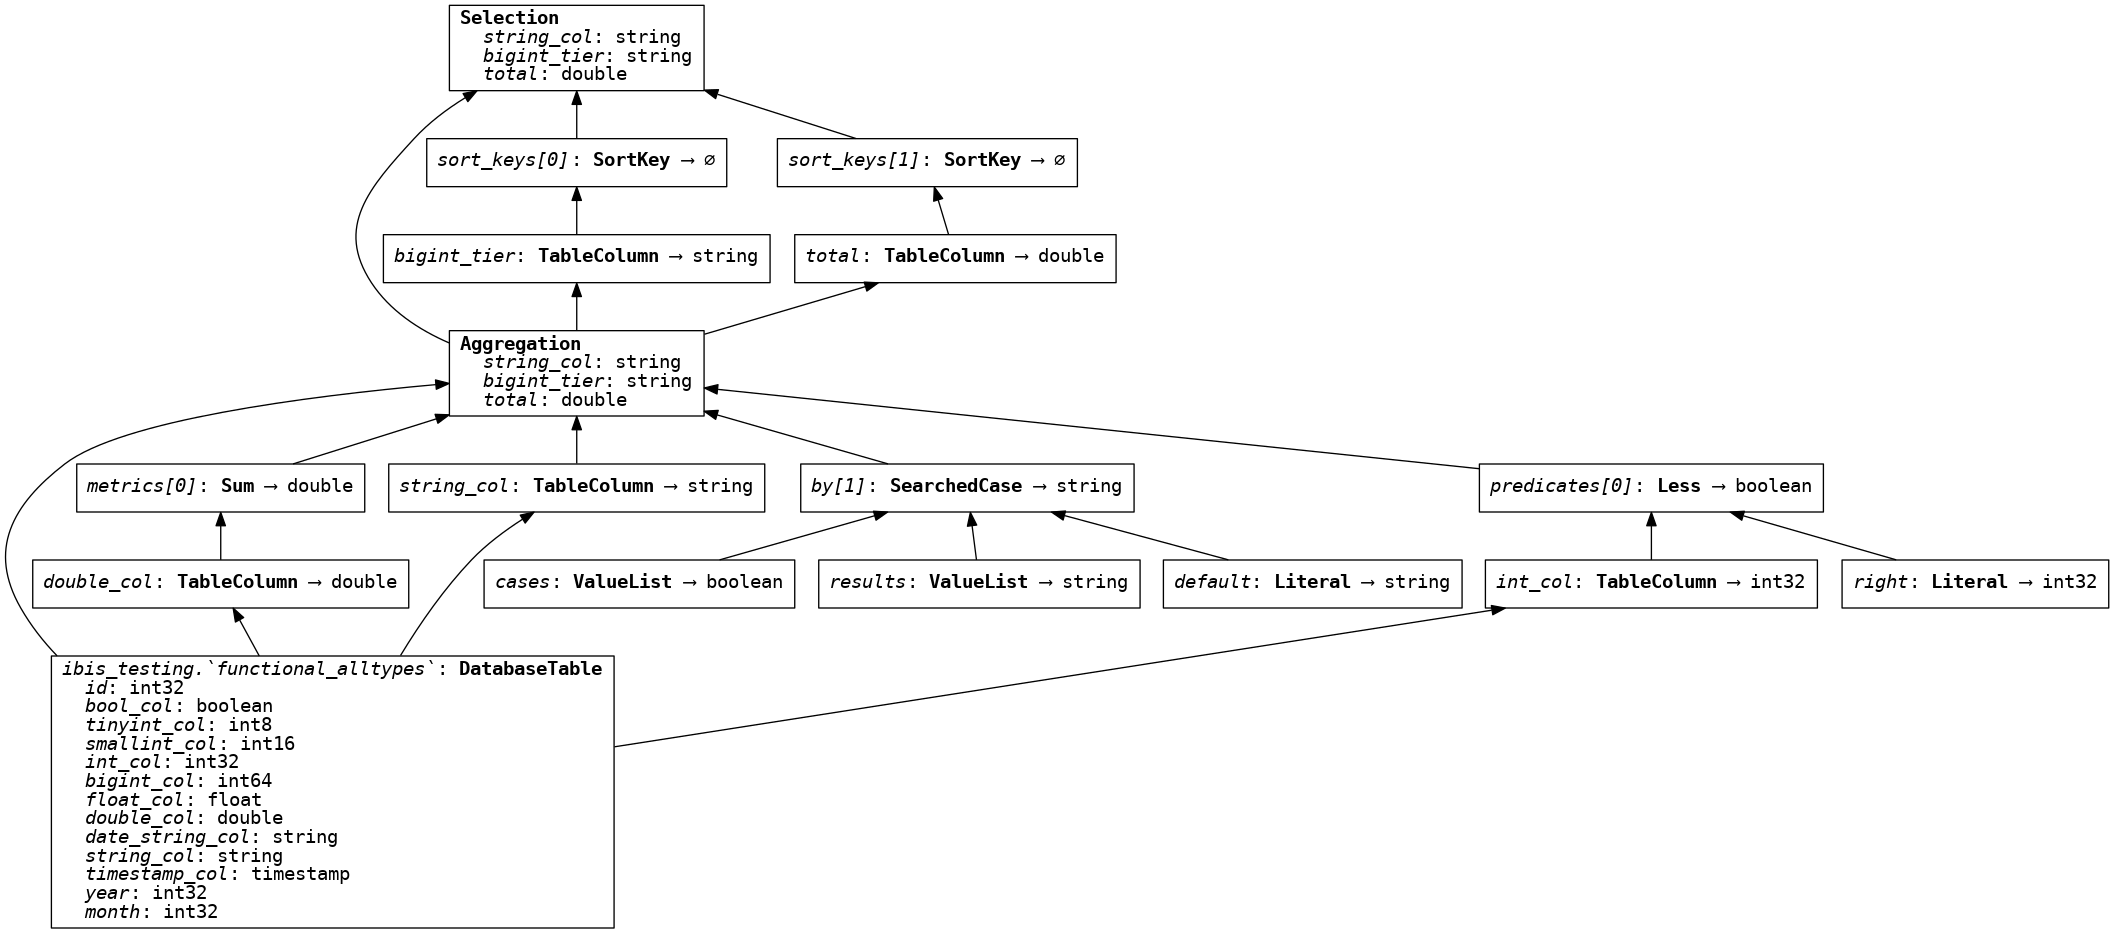 Selection
string_col: string
bigint_tier: string
total: double
sort_keys[0]: SortKey → ∅
sort_keys[1]: SortKey → ∅
bigint_tier: TableColumn → string
total: TableColumn → double
Aggregation
string_col: string
bigint_tier: string
total: double
metrics[0]: Sum → double
string_col: TableColumn → string
by[1]: SearchedCase → string
predicates[0]: Less → boolean
double_col: TableColumn → double
cases: ValueList → boolean
results: ValueList → string
default: Literal → string
int_col: TableColumn → int32
right: Literal → int32
ibis_testing.`functional_alltypes`: DatabaseTable
id: int32
bool_col: boolean
tinyint_col: int8
smallint_col: int16
int_col: int32
bigint_col: int64
float_col: float
double_col: double
date_string_col: string
string_col: string
timestamp_col: timestamp
year: int32
month: int32